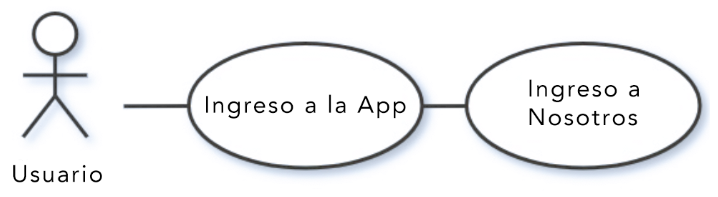 Ingreso a la App
Ingreso a
Nosotros
Usuario